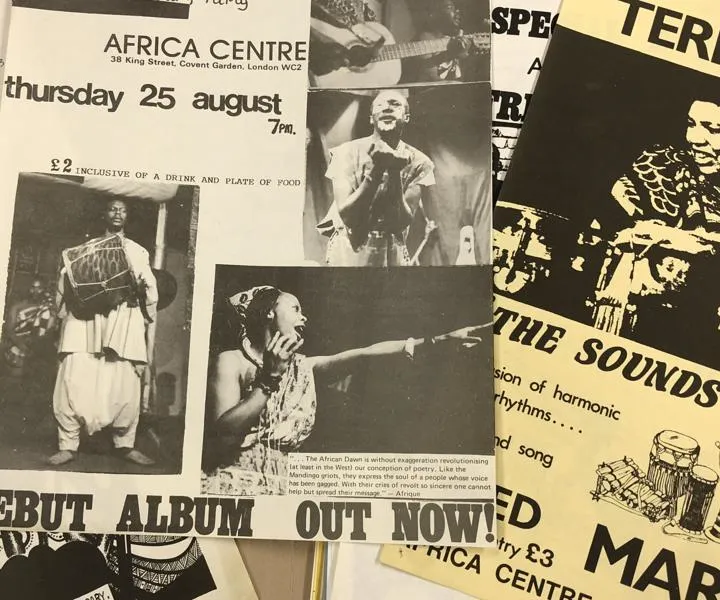 Party
AFRICA CENTRE
38 King Street, Covent Garden, London WC2
thursday 25 august
7pm.
£2 INCLUSIVE OF A DRINK AND PLATE OF FOOD
". . . The African Dawn is without exaggeration revolutionising
(at least in the West) our conception of poetry. Like the
Mandingo griots, they express the soul of a people whose voice
has been gagged. With their cries of revolt so sincere one cannot
help but spread their message." — Afrique
EBUT ALBUM OUT NOW!
SPE
A
TR
TER
THE SOUNDS
sion of harmonic
rhythms....
nd song
ED
try £3
MAR
AFRICA CENTRE